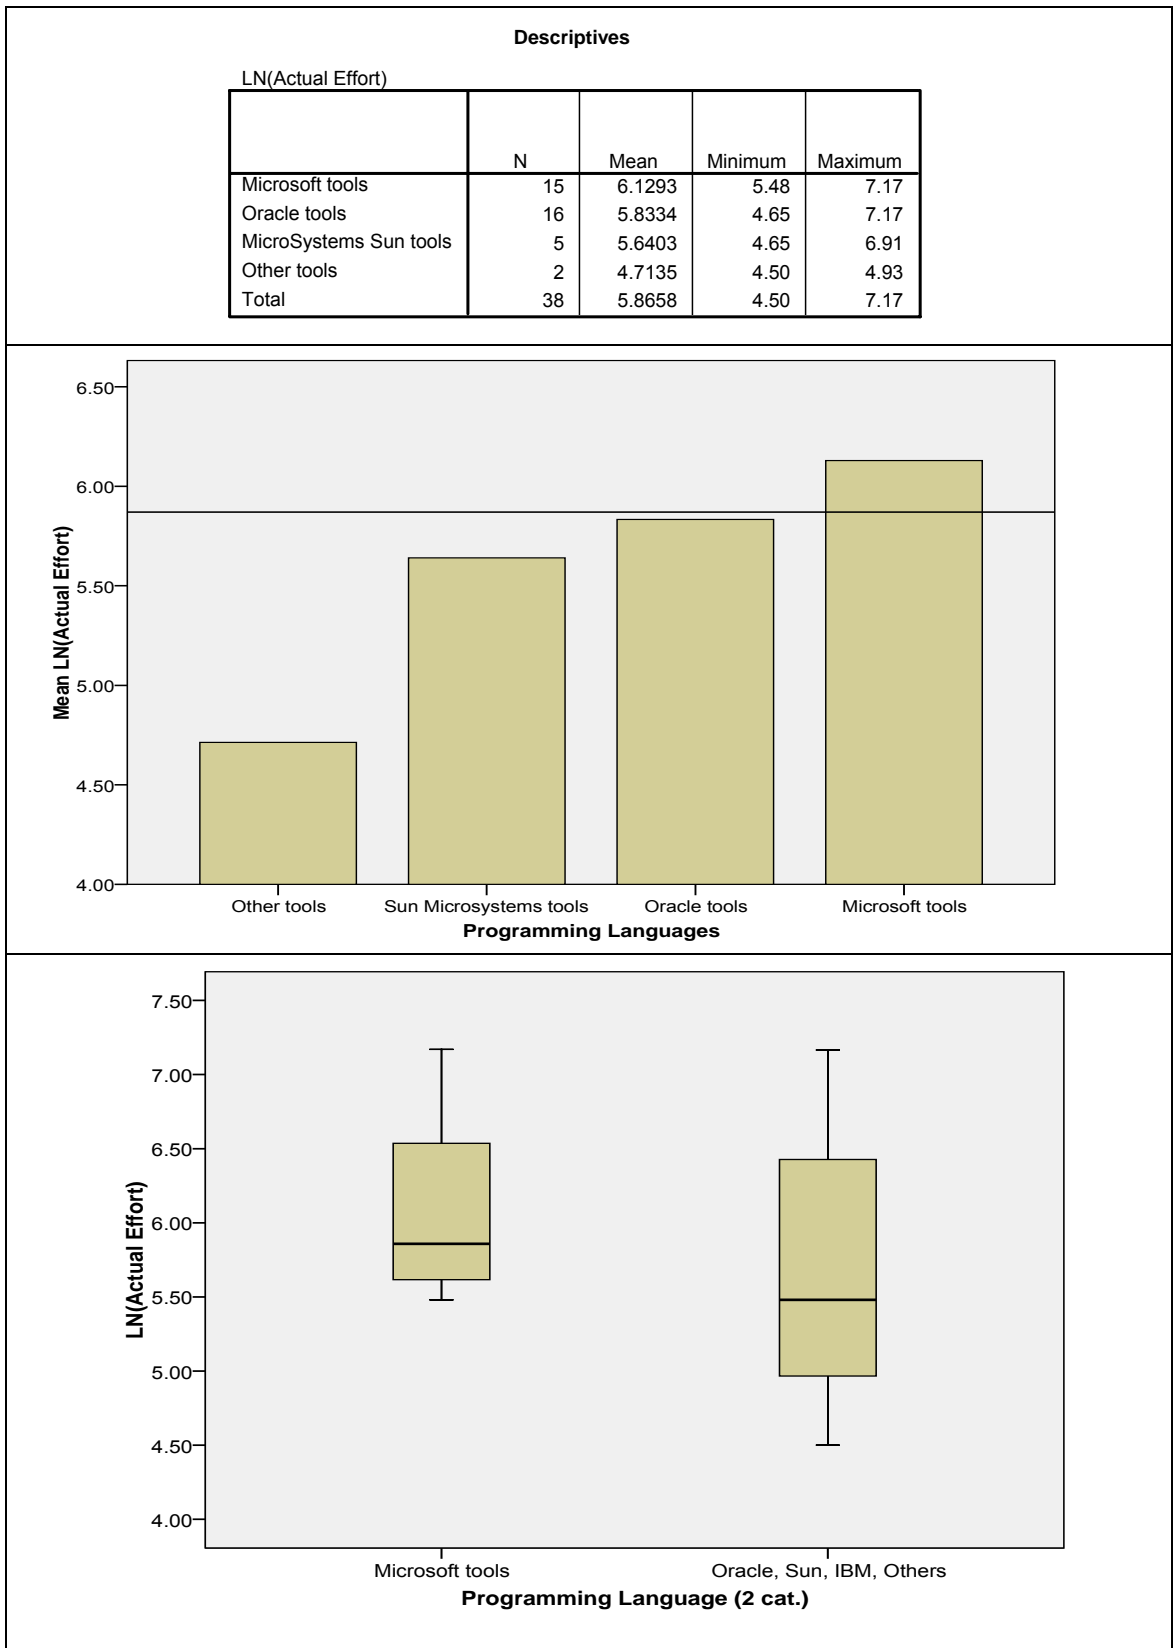 Descriptives
LN(Actual Effort)
N Mean Minimum Maximum
Microsoft tools 15 6.1293 5.48 7.17
Oracle tools 16 5.8334 4.65 7.17
MicroSystems Sun tools 5 5.6403 4.65 6.91
Other tools 2 4.7135 4.50 4.93
Total 38 5.8658 4.50 7.17
Mean LN(Actual Effort)
6.50
6.00
5.50
5.00
4.50
4.00
Other tools Sun Microsystems tools Oracle tools Microsoft tools
Programming Languages
LN(Actual Effort)
7.50
7.00
6.50
6.00
5.50
5.00
4.50
4.00
Microsoft tools Oracle, Sun, IBM, Others
Programming Language (2 cat.)